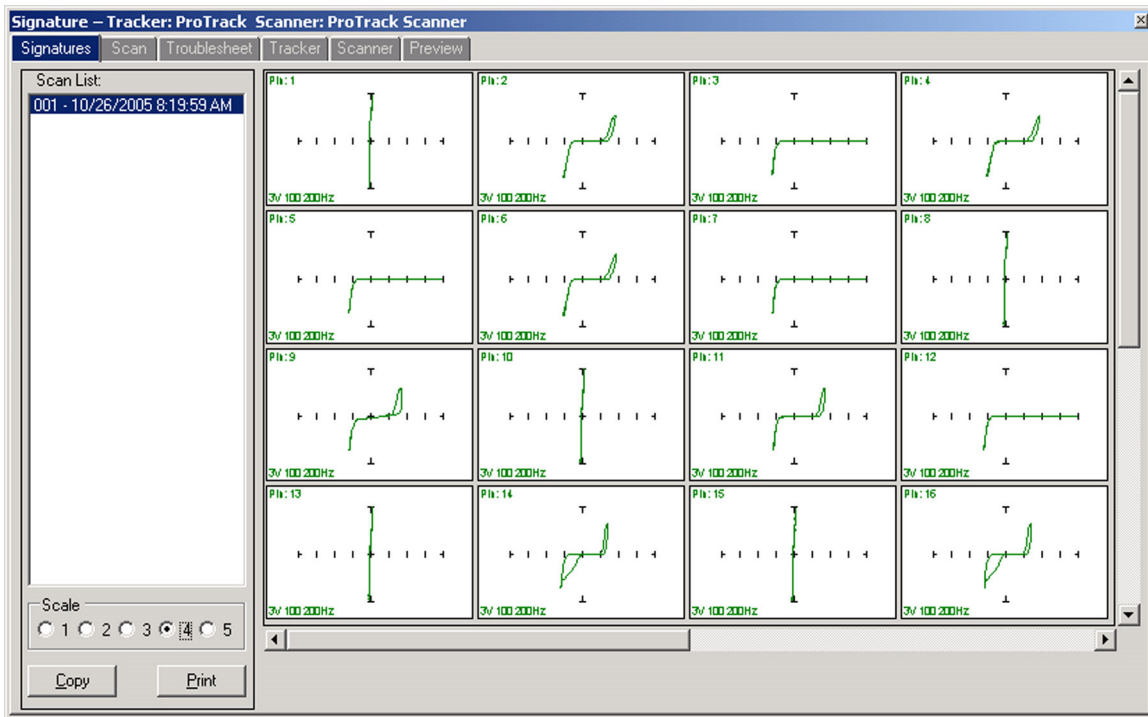 Signature – Tracker: ProTrack Scanner: ProTrack Scanner
Signatures Scan Troublesheet Tracker Scanner Preview
Scan List:
001 - 10/26/2005 8:19:59 AM
Pin: 1 Pin: 2 Pin: 3 Pin: 4
3V 100 200Hz 3V 100 200Hz 3V 100 200Hz 3V 100 200Hz
Pin: 5 Pin: 6 Pin: 7 Pin: 8
3V 100 200Hz 3V 100 200Hz 3V 100 200Hz 3V 100 200Hz
Pin: 9 Pin: 10 Pin: 11 Pin: 12
3V 100 200Hz 3V 100 200Hz 3V 100 200Hz 3V 100 200Hz
Pin: 13 Pin: 14 Pin: 15 Pin: 16
3V 100 200Hz 3V 100 200Hz 3V 100 200Hz 3V 100 200Hz
Scale
1 2 3 4 5
Copy Print